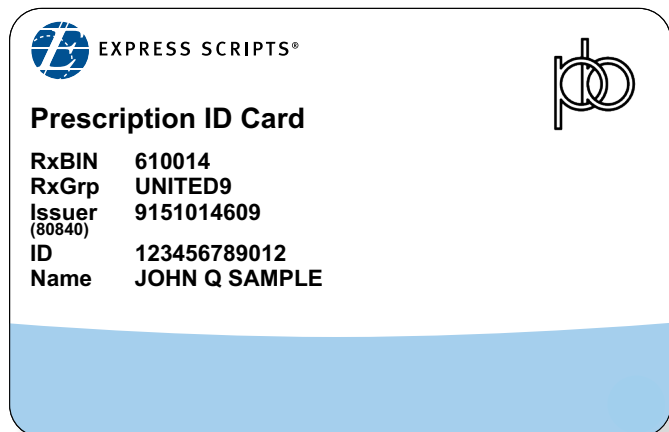 EXPRESS SCRIPTS®
Prescription ID Card
RxBIN 610014
RxGrp UNITED9
Issuer 9151014609
(80840)
ID 123456789012
Name JOHN Q SAMPLE